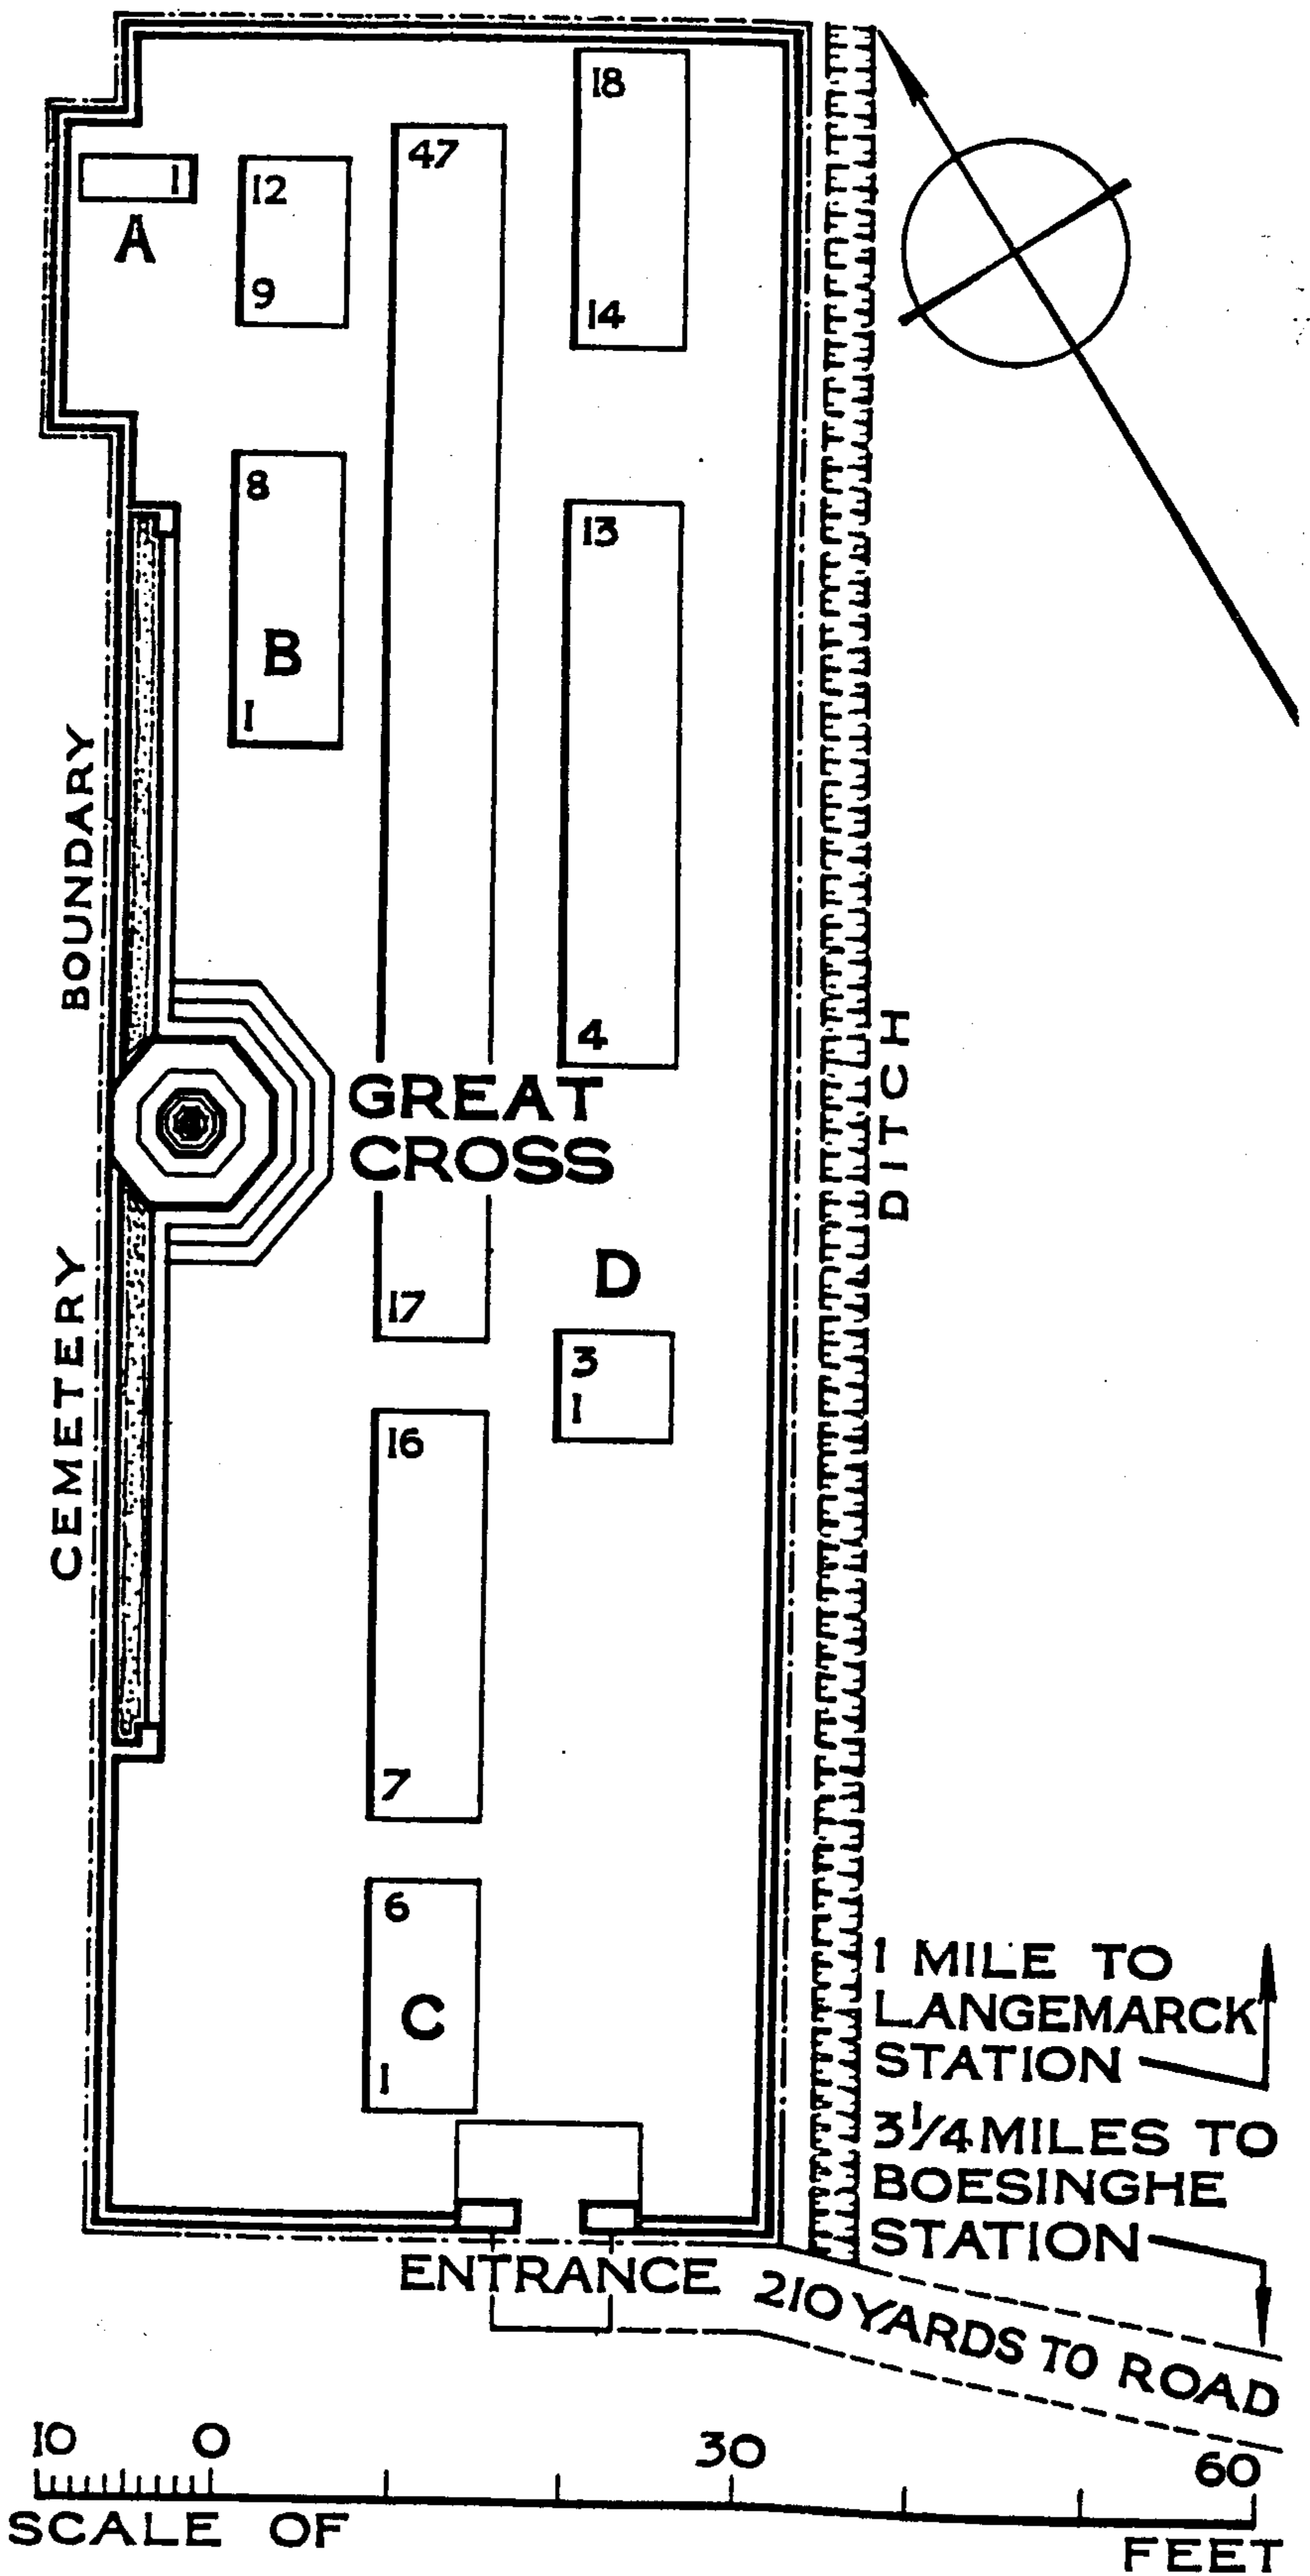 18
47
1
12
A
9
14
8
13
B
1
BOUNDARY
4
DITCH
GREAT
CROSS
D
17
CEMETERY
3
1
16
7
6
C
1
1 MILE TO
LANGEMARCK
STATION
3 1/4 MILES TO
BOESINGHE
STATION
ENTRANCE
210 YARDS TO ROAD
10 0 30 60
SCALE OF FEET